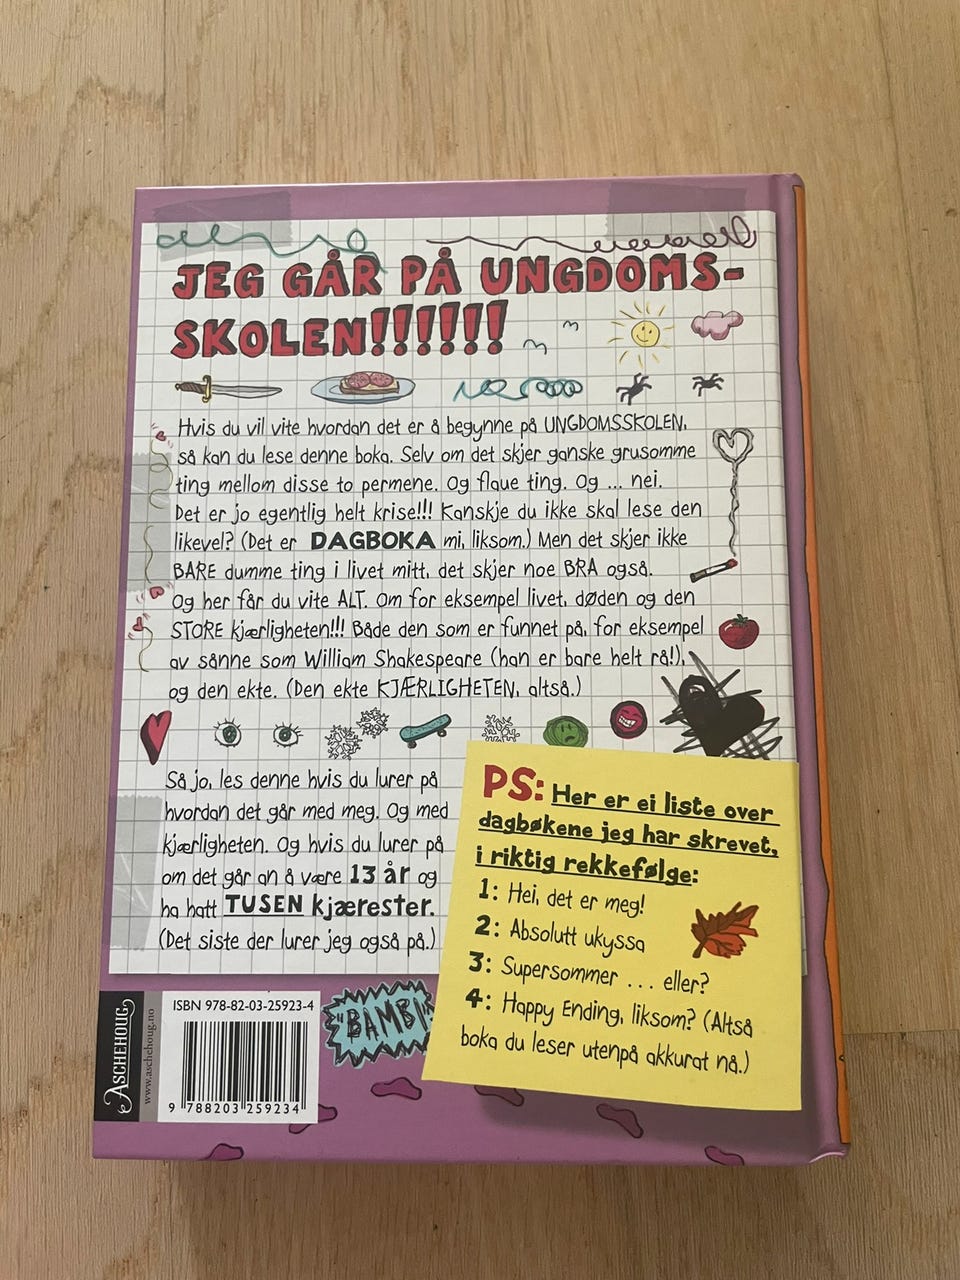 JEG GÅR PÅ UNGDOMS-
SKOLEN!!!!!!
Hvis du vil vite hvordan det er å begynne på UNGDOMSSKOLEN,
så kan du lese denne boka. Selv om det skjer ganske grusomme
ting mellom disse to permene. Og flaue ting. Og ... nei.
Det er jo egentlig helt krise!!! Kanskje du ikke skal lese den
likevel? (Det er DAGBOKA mi, liksom.) Men det skjer ikke
BARE dumme ting i livet mitt, det skjer noe BRA også.
Og her får du vite ALT. Om for eksempel livet, døden og den
STORE kjærligheten!!! Både den som er funnet på, for eksempel
av sånne som William Shakespeare (han er bare helt rå!),
og den ekte. (Den ekte KJÆRLIGHETEN, altså.)
Så jo, les denne hvis du lurer på
hvordan det går med meg. Og med
kjærligheten. Og hvis du lurer på
om det går an å være 13 år og
ha hatt TUSEN kjærester.
(Det siste der lurer jeg også på.)
PS: Her er ei liste over
dagbøkene jeg har skrevet,
i riktig rekkefølge:
1: Hei, det er meg!
2: Absolutt ukyssa
3: Supersommer ... eller?
4: Happy Ending, liksom? (Altså
boka du leser utenpå akkurat nå.)
"BAMBI"
ASCHEHOUG
www.aschehoug.no
ISBN 978-82-03-25923-4
9 788203 259234